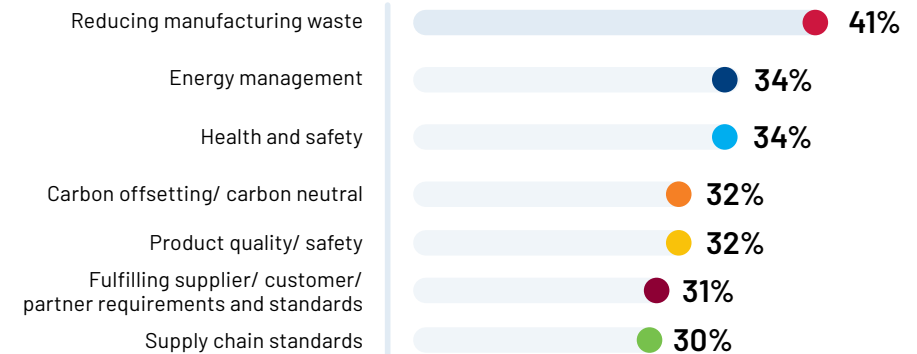 Reducing manufacturing waste 41%
Energy management 34%
Health and safety 34%
Carbon offsetting/ carbon neutral 32%
Product quality/ safety 32%
Fulfilling supplier/ customer/
partner requirements and standards 31%
Supply chain standards 30%